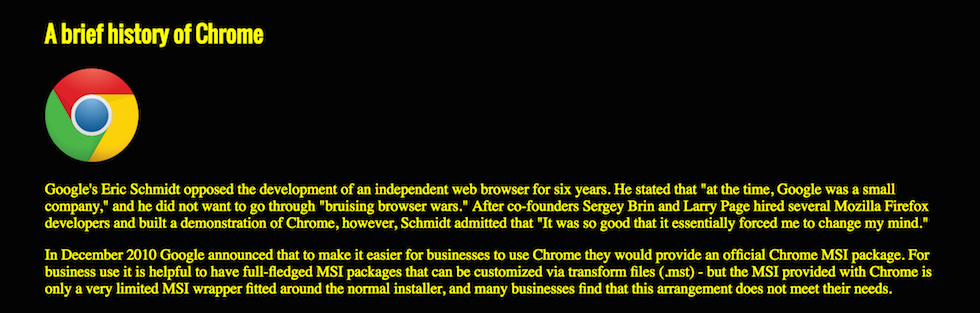 A brief history of Chrome
Google's Eric Schmidt opposed the development of an independent web browser for six years. He stated that "at the time, Google was a small
company," and he did not want to go through "bruising browser wars." After co-founders Sergey Brin and Larry Page hired several Mozilla Firefox
developers and built a demonstration of Chrome, however, Schmidt admitted that "It was so good that it essentially forced me to change my mind."
In December 2010 Google announced that to make it easier for businesses to use Chrome they would provide an official Chrome MSI package. For
business use it is helpful to have full-fledged MSI packages that can be customized via transform files (.mst) - but the MSI provided with Chrome is
only a very limited MSI wrapper fitted around the normal installer, and many businesses find that this arrangement does not meet their needs.